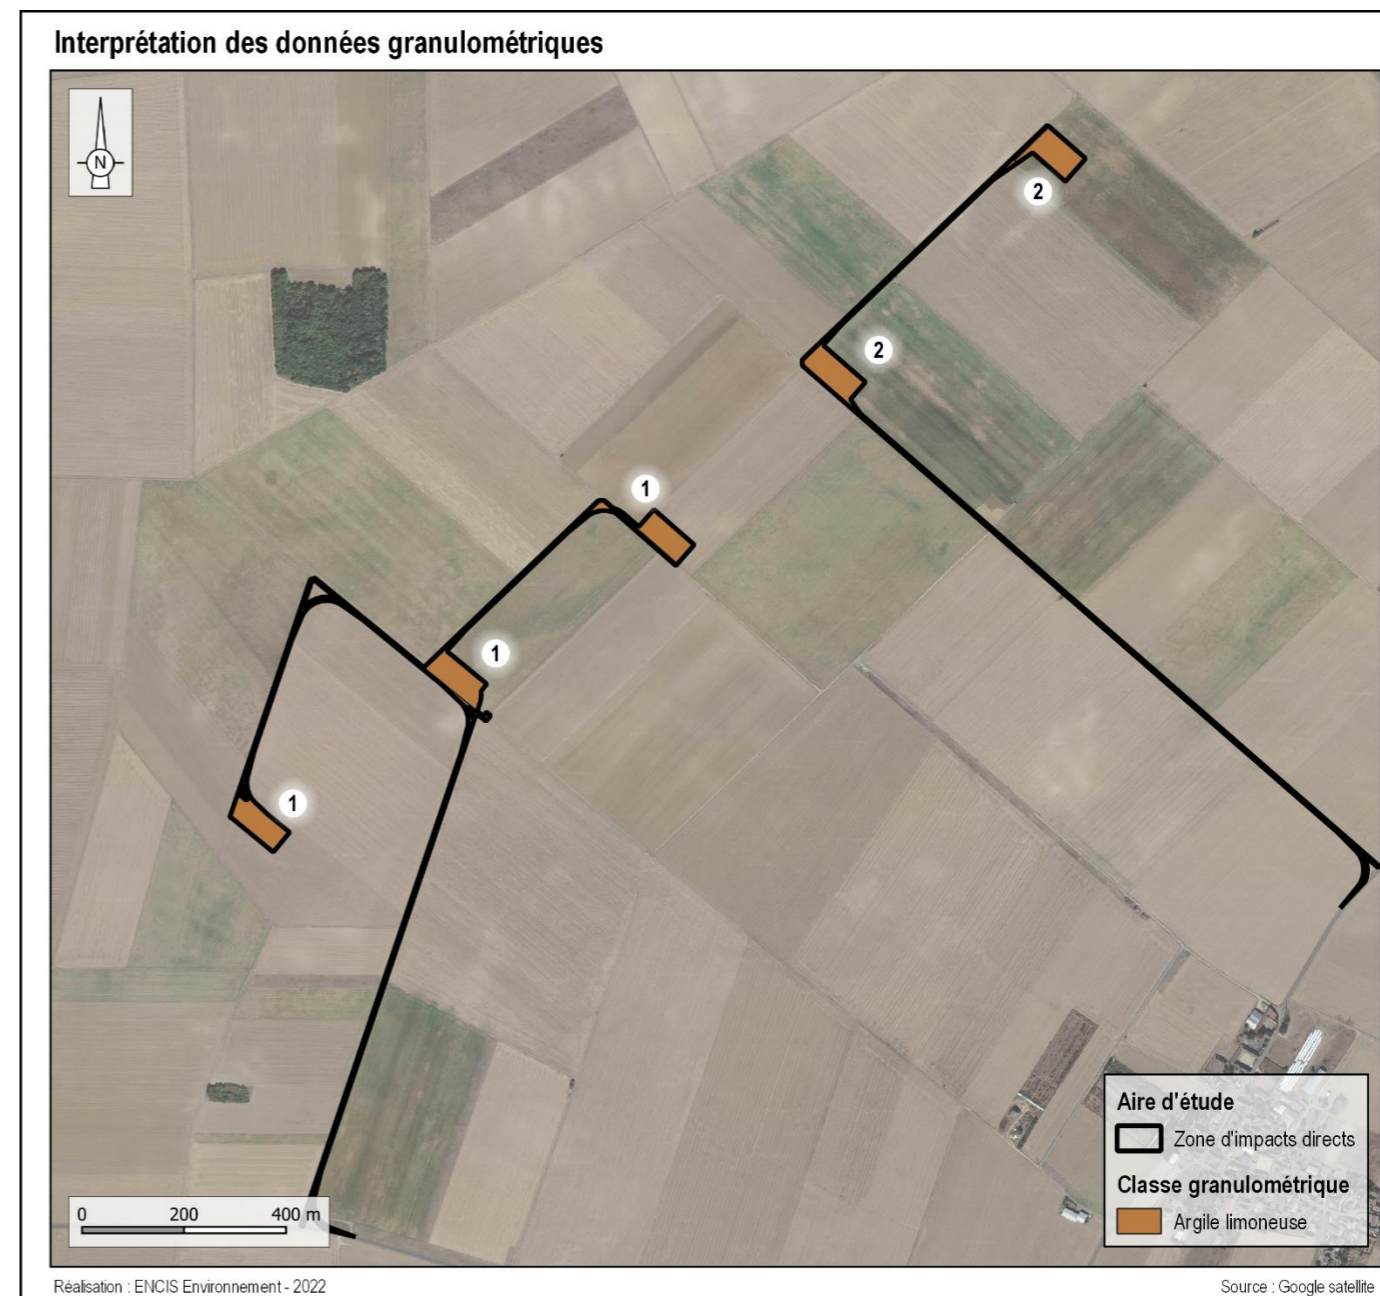 Interprétation des données granulométriques
N
2
2
1
1
1
Aire d'étude
Zone d'impacts directs
Classe granulométrique
Argile limoneuse
0 200 400 m
Réalisation : ENCIS Environnement - 2022
Source : Google satellite